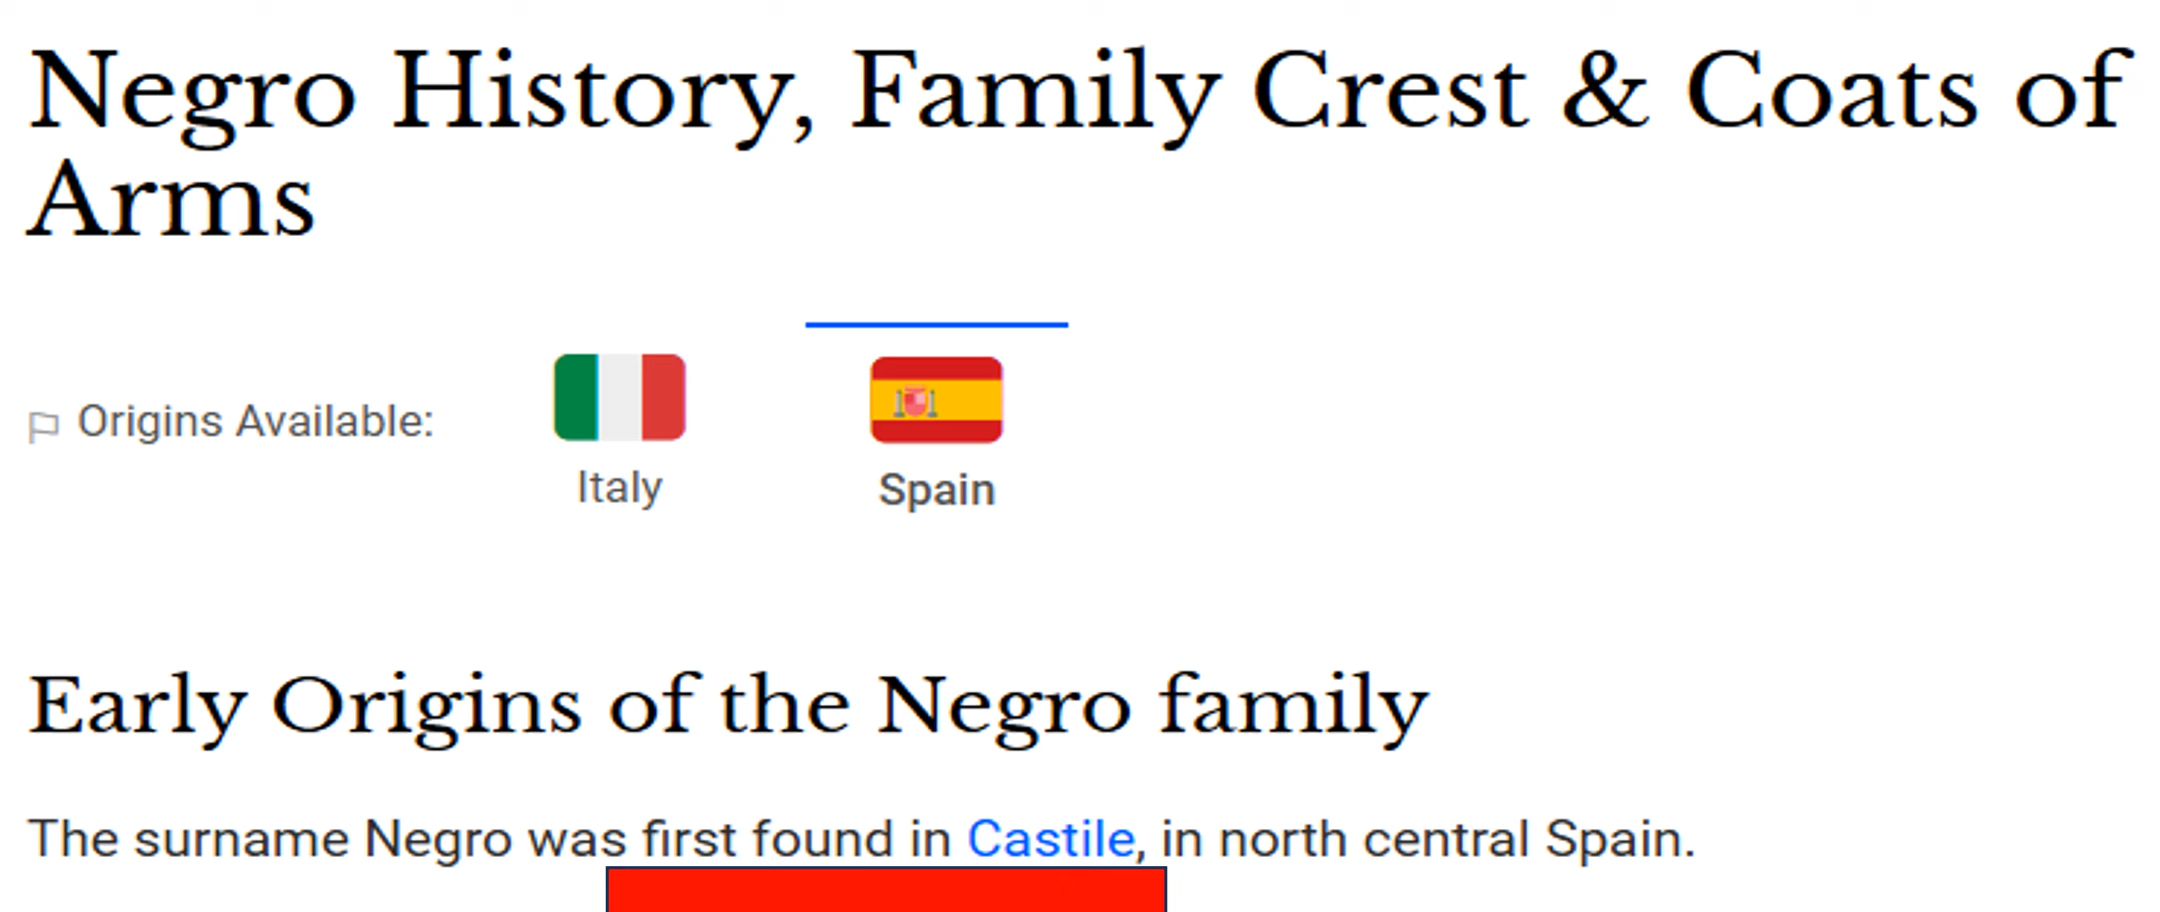 Negro History, Family Crest & Coats of
Arms
Origins Available:
Italy
Spain
Early Origins of the Negro family
The surname Negro was first found in Castile, in north central Spain.